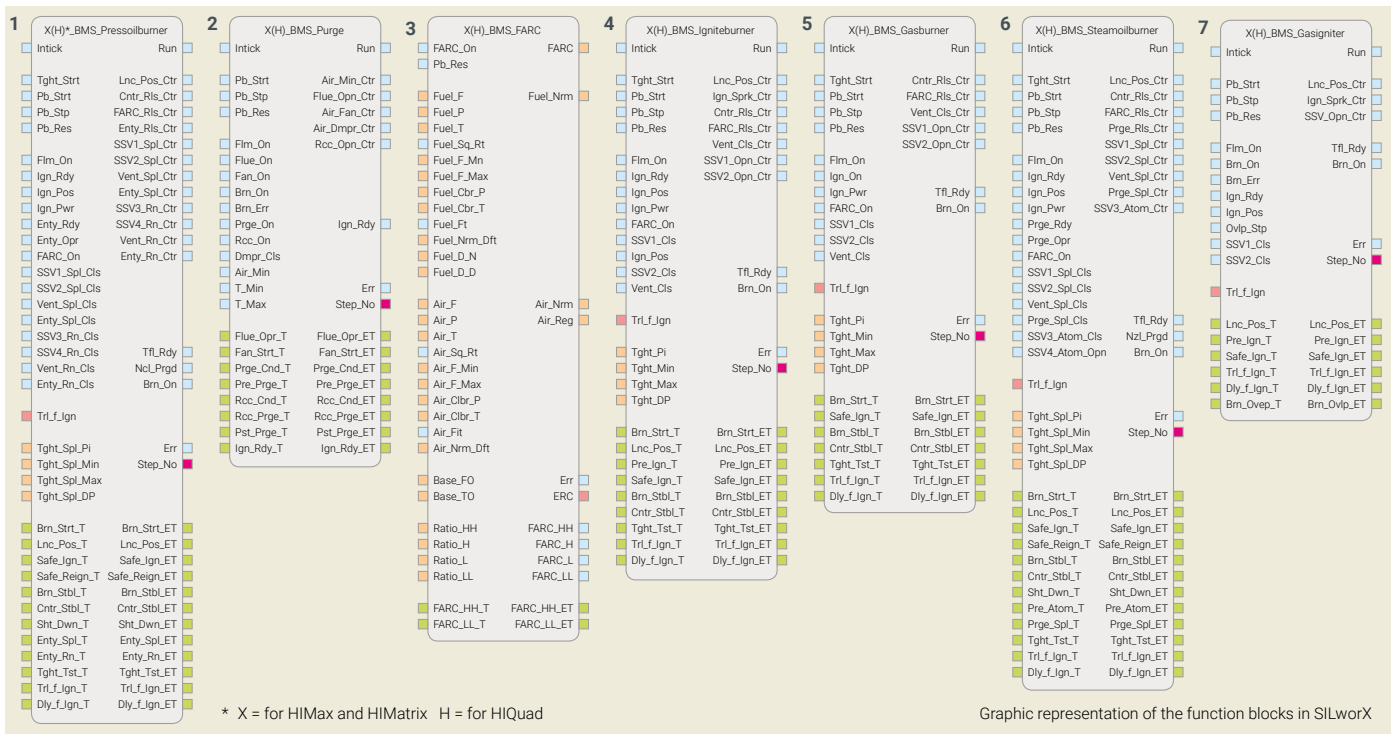 1
X(H)*_BMS_Pressoilburner
Intick Run
Tght_Strt Lnc_Pos_Ctr
Pb_Strt Cntr_Rls_Ctr
Pb_Stp FARC_Rls_Ctr
Pb_Res Enty_Rls_Ctr
SSV1_Spl_Ctr
Flm_On SSV2_Spl_Ctr
Ign_Rdy Vent_Spl_Ctr
Ign_Pos Enty_Spl_Ctr
Ign_Pwr SSV3_Rn_Ctr
Enty_Rdy SSV4_Rn_Ctr
Enty_Opr Vent_Rn_Ctr
FARC_On Enty_Rn_Ctr
SSV1_Spl_Cls
SSV2_Spl_Cls
Vent_Spl_Cls
Enty_Spl_Cls
SSV3_Rn_Cls
SSV4_Rn_Cls Tfl_Rdy
Vent_Rn_Cls Ncl_Prgd
Enty_Rn_Cls Brn_On
Trl_f_Ign
Tght_Spl_Pi Err
Tght_Spl_Min Step_No
Tght_Spl_Max
Tght_Spl_DP
Brn_Strt_T Brn_Strt_ET
Lnc_Pos_T Lnc_Pos_ET
Safe_Ign_T Safe_Ign_ET
Safe_Reign_T Safe_Reign_ET
Brn_Stbl_T Brn_Stbl_ET
Cntr_Stbl_T Cntr_Stbl_ET
Sht_Dwn_T Sht_Dwn_ET
Enty_Spl_T Enty_Spl_ET
Enty_Rn_T Enty_Rn_ET
Tght_Tst_T Tght_Tst_ET
Trl_f_Ign_T Trl_f_Ign_ET
Dly_f_Ign_T Dly_f_Ign_ET
2
X(H)_BMS_Purge
Intick Run
Pb_Strt Air_Min_Ctr
Pb_Stp Flue_Opn_Ctr
Pb_Res Air_Fan_Ctr
Air_Dmpr_Ctr
Flm_On Rcc_Opn_Ctr
Flue_On
Fan_On
Brn_On
Brn_Err
Prge_On Ign_Rdy
Rcc_On
Dmpr_Cls
Air_Min
T_Min Err
T_Max Step_No
Flue_Opr_T Flue_Opr_ET
Fan_Strt_T Fan_Strt_ET
Prge_Cnd_T Prge_Cnd_ET
Pre_Prge_T Pre_Prge_ET
Rcc_Cnd_T Rcc_Cnd_ET
Rcc_Prge_T Rcc_Prge_ET
Pst_Prge_T Pst_Prge_ET
Ign_Rdy_T Ign_Rdy_ET
3
X(H)_BMS_FARC
FARC_On FARC
Pb_Res
Fuel_F Fuel_Nrm
Fuel_P
Fuel_T
Fuel_Sq_Rt
Fuel_F_Mn
Fuel_F_Max
Fuel_Cbr_P
Fuel_Cbr_T
Fuel_Ft
Fuel_Nrm_Dft
Fuel_D_N
Fuel_D_D
Air_F Air_Nrm
Air_P Air_Reg
Air_T
Air_Sq_Rt
Air_F_Min
Air_F_Max
Air_Clbr_P
Air_Clbr_T
Air_Fit
Air_Nrm_Dft
Base_FO Err
Base_TO ERC
Ratio_HH FARC_HH
Ratio_H FARC_H
Ratio_L FARC_L
Ratio_LL FARC_LL
FARC_HH_T FARC_HH_ET
FARC_LL_T FARC_LL_ET
4
X(H)_BMS_Igniteburner
Intick Run
Tght_Strt Lnc_Pos_Ctr
Pb_Strt Ign_Sprk_Ctr
Pb_Stp Cntr_Rls_Ctr
Pb_Res FARC_Rls_Ctr
Vent_Cls_Ctr
Flm_On SSV1_Opn_Ctr
Ign_Rdy SSV2_Opn_Ctr
Ign_Pos
Ign_Pwr
FARC_On
SSV1_Cls
Ign_Pos
SSV2_Cls Tfl_Rdy
Vent_Cls Brn_On
Trl_f_Ign
Tght_Pi Err
Tght_Min Step_No
Tght_Max
Tght_DP
Brn_Strt_T Brn_Strt_ET
Lnc_Pos_T Lnc_Pos_ET
Pre_Ign_T Pre_Ign_ET
Safe_Ign_T Safe_Ign_ET
Brn_Stbl_T Brn_Stbl_ET
Cntr_Stbl_T Cntr_Stbl_ET
Tght_Tst_T Tght_Tst_ET
Trl_f_Ign_T Trl_f_Ign_ET
Dly_f_Ign_T Dly_f_Ign_ET
5
X(H)_BMS_Gasburner
Intick Run
Tght_Strt Cntr_Rls_Ctr
Pb_Strt FARC_Rls_Ctr
Pb_Stp Vent_Cls_Ctr
Pb_Res SSV1_Opn_Ctr
SSV2_Opn_Ctr
Flm_On
Ign_On
Ign_Pwr Tfl_Rdy
FARC_On Brn_On
SSV1_Cls
SSV2_Cls
Vent_Cls
Trl_f_Ign
Tght_Pi Err
Tght_Min Step_No
Tght_Max
Tght_DP
Brn_Strt_T Brn_Strt_ET
Safe_Ign_T Safe_Ign_ET
Brn_Stbl_T Brn_Stbl_ET
Cntr_Stbl_T Cntr_Stbl_ET
Tght_Tst_T Tght_Tst_ET
Trl_f_Ign_T Trl_f_Ign_ET
Dly_f_Ign_T Dly_f_Ign_ET
6
X(H)_BMS_Steamoilburner
Intick Run
Tght_Strt Lnc_Pos_Ctr
Pb_Strt Cntr_Rls_Ctr
Pb_Stp FARC_Rls_Ctr
Pb_Res Prge_Rls_Ctr
SSV1_Spl_Ctr
Flm_On SSV2_Spl_Ctr
Ign_Rdy Vent_Spl_Ctr
Ign_Pos Prge_Spl_Ctr
Ign_Pwr SSV3_Atom_Ctr
Prge_Rdy
Prge_Opr
FARC_On
SSV1_Spl_Cls
SSV2_Spl_Cls
Vent_Spl_Cls
Prge_Spl_Cls Tfl_Rdy
SSV3_Atom_Cls Nzl_Prgd
SSV4_Atom_Opn Brn_On
Trl_f_Ign
Tght_Spl_Pi Err
Tght_Spl_Min Step_No
Tght_Spl_Max
Tght_Spl_DP
Brn_Strt_T Brn_Strt_ET
Lnc_Pos_T Lnc_Pos_ET
Safe_Ign_T Safe_Ign_ET
Safe_Reign_T Safe_Reign_ET
Brn_Stbl_T Brn_Stbl_ET
Cntr_Stbl_T Cntr_Stbl_ET
Sht_Dwn_T Sht_Dwn_ET
Pre_Atom_T Pre_Atom_ET
Prge_Spl_T Prge_Spl_ET
Tght_Tst_T Tght_Tst_ET
Trl_f_Ign_T Trl_f_Ign_ET
Dly_f_Ign_T Dly_f_Ign_ET
7
X(H)_BMS_Gasigniter
Intick Run
Pb_Strt Lnc_Pos_Ctr
Pb_Stp Ign_Sprk_Ctr
Pb_Res SSV_Opn_Ctr
Flm_On Tfl_Rdy
Brn_On Brn_On
Brn_Err
Ign_Rdy
Ign_Pos
Ovlp_Stp
SSV1_Cls Err
SSV2_Cls Step_No
Trl_f_Ign
Lnc_Pos_T Lnc_Pos_ET
Pre_Ign_T Pre_Ign_ET
Safe_Ign_T Safe_Ign_ET
Trl_f_Ign_T Trl_f_Ign_ET
Dly_f_Ign_T Dly_f_Ign_ET
Brn_Ovep_T Brn_Ovlp_ET
* X = for HIMax and HIMatrix H = for HIQuad
Graphic representation of the function blocks in SILworX